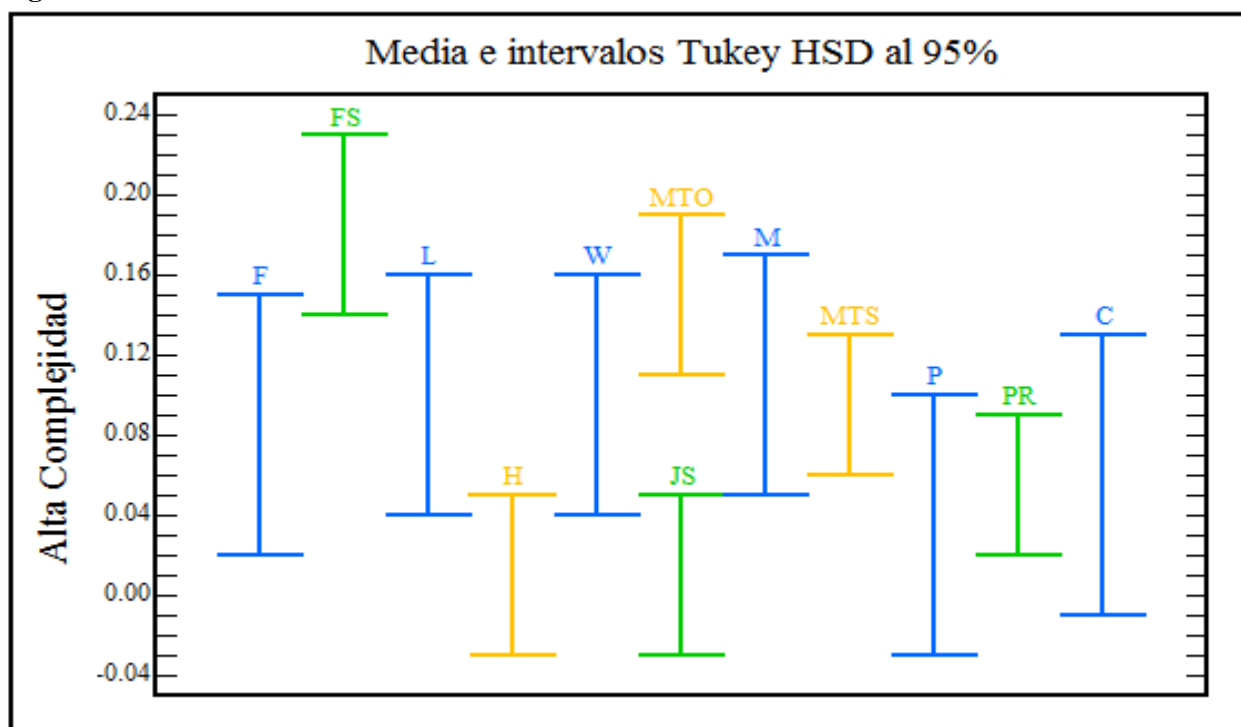 Media e intervalos Tukey HSD al 95%
Alta Complejidad
0.24
0.20
0.16
0.12
0.08
0.04
0.00
-0.04
F
FS
L
H
W
MTO
JS
M
MTS
P
PR
C